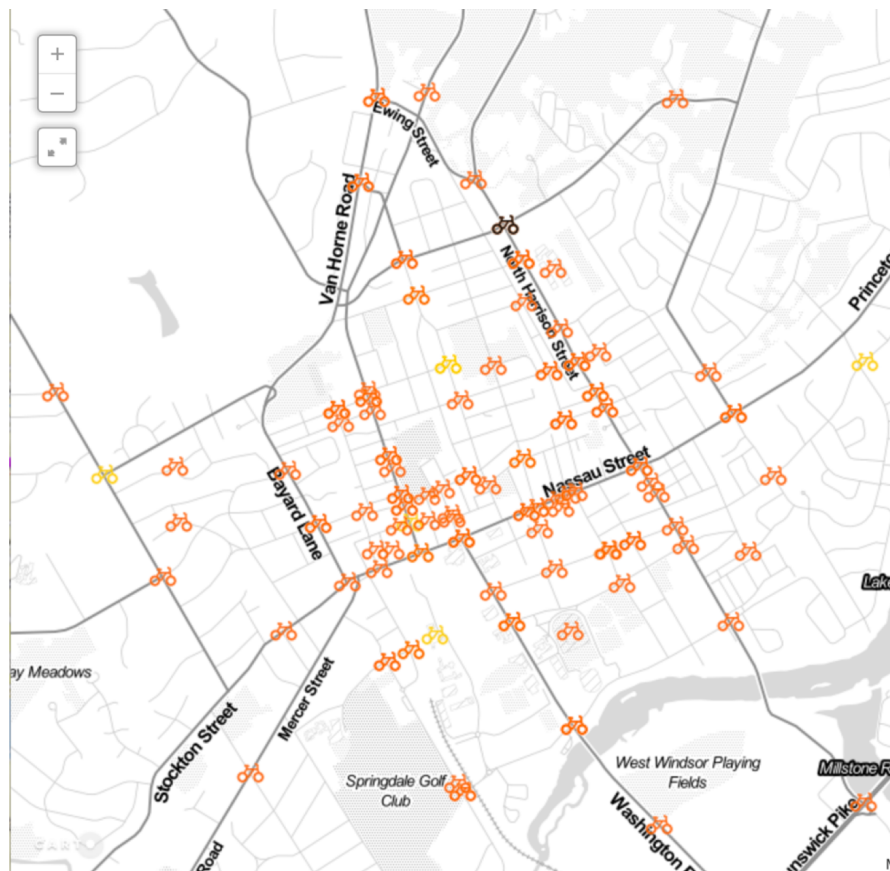 +
−
Ewing Street
Van Horne Road
North Harrison Street
Princeto
Nassau Street
Bayard Lane
Lake
ay Meadows
Mercer Street
Stockton Street
Springdale Golf
Club
West Windsor Playing
Fields
Millstone R
Washington R
unswick Pike
Road
CARTO